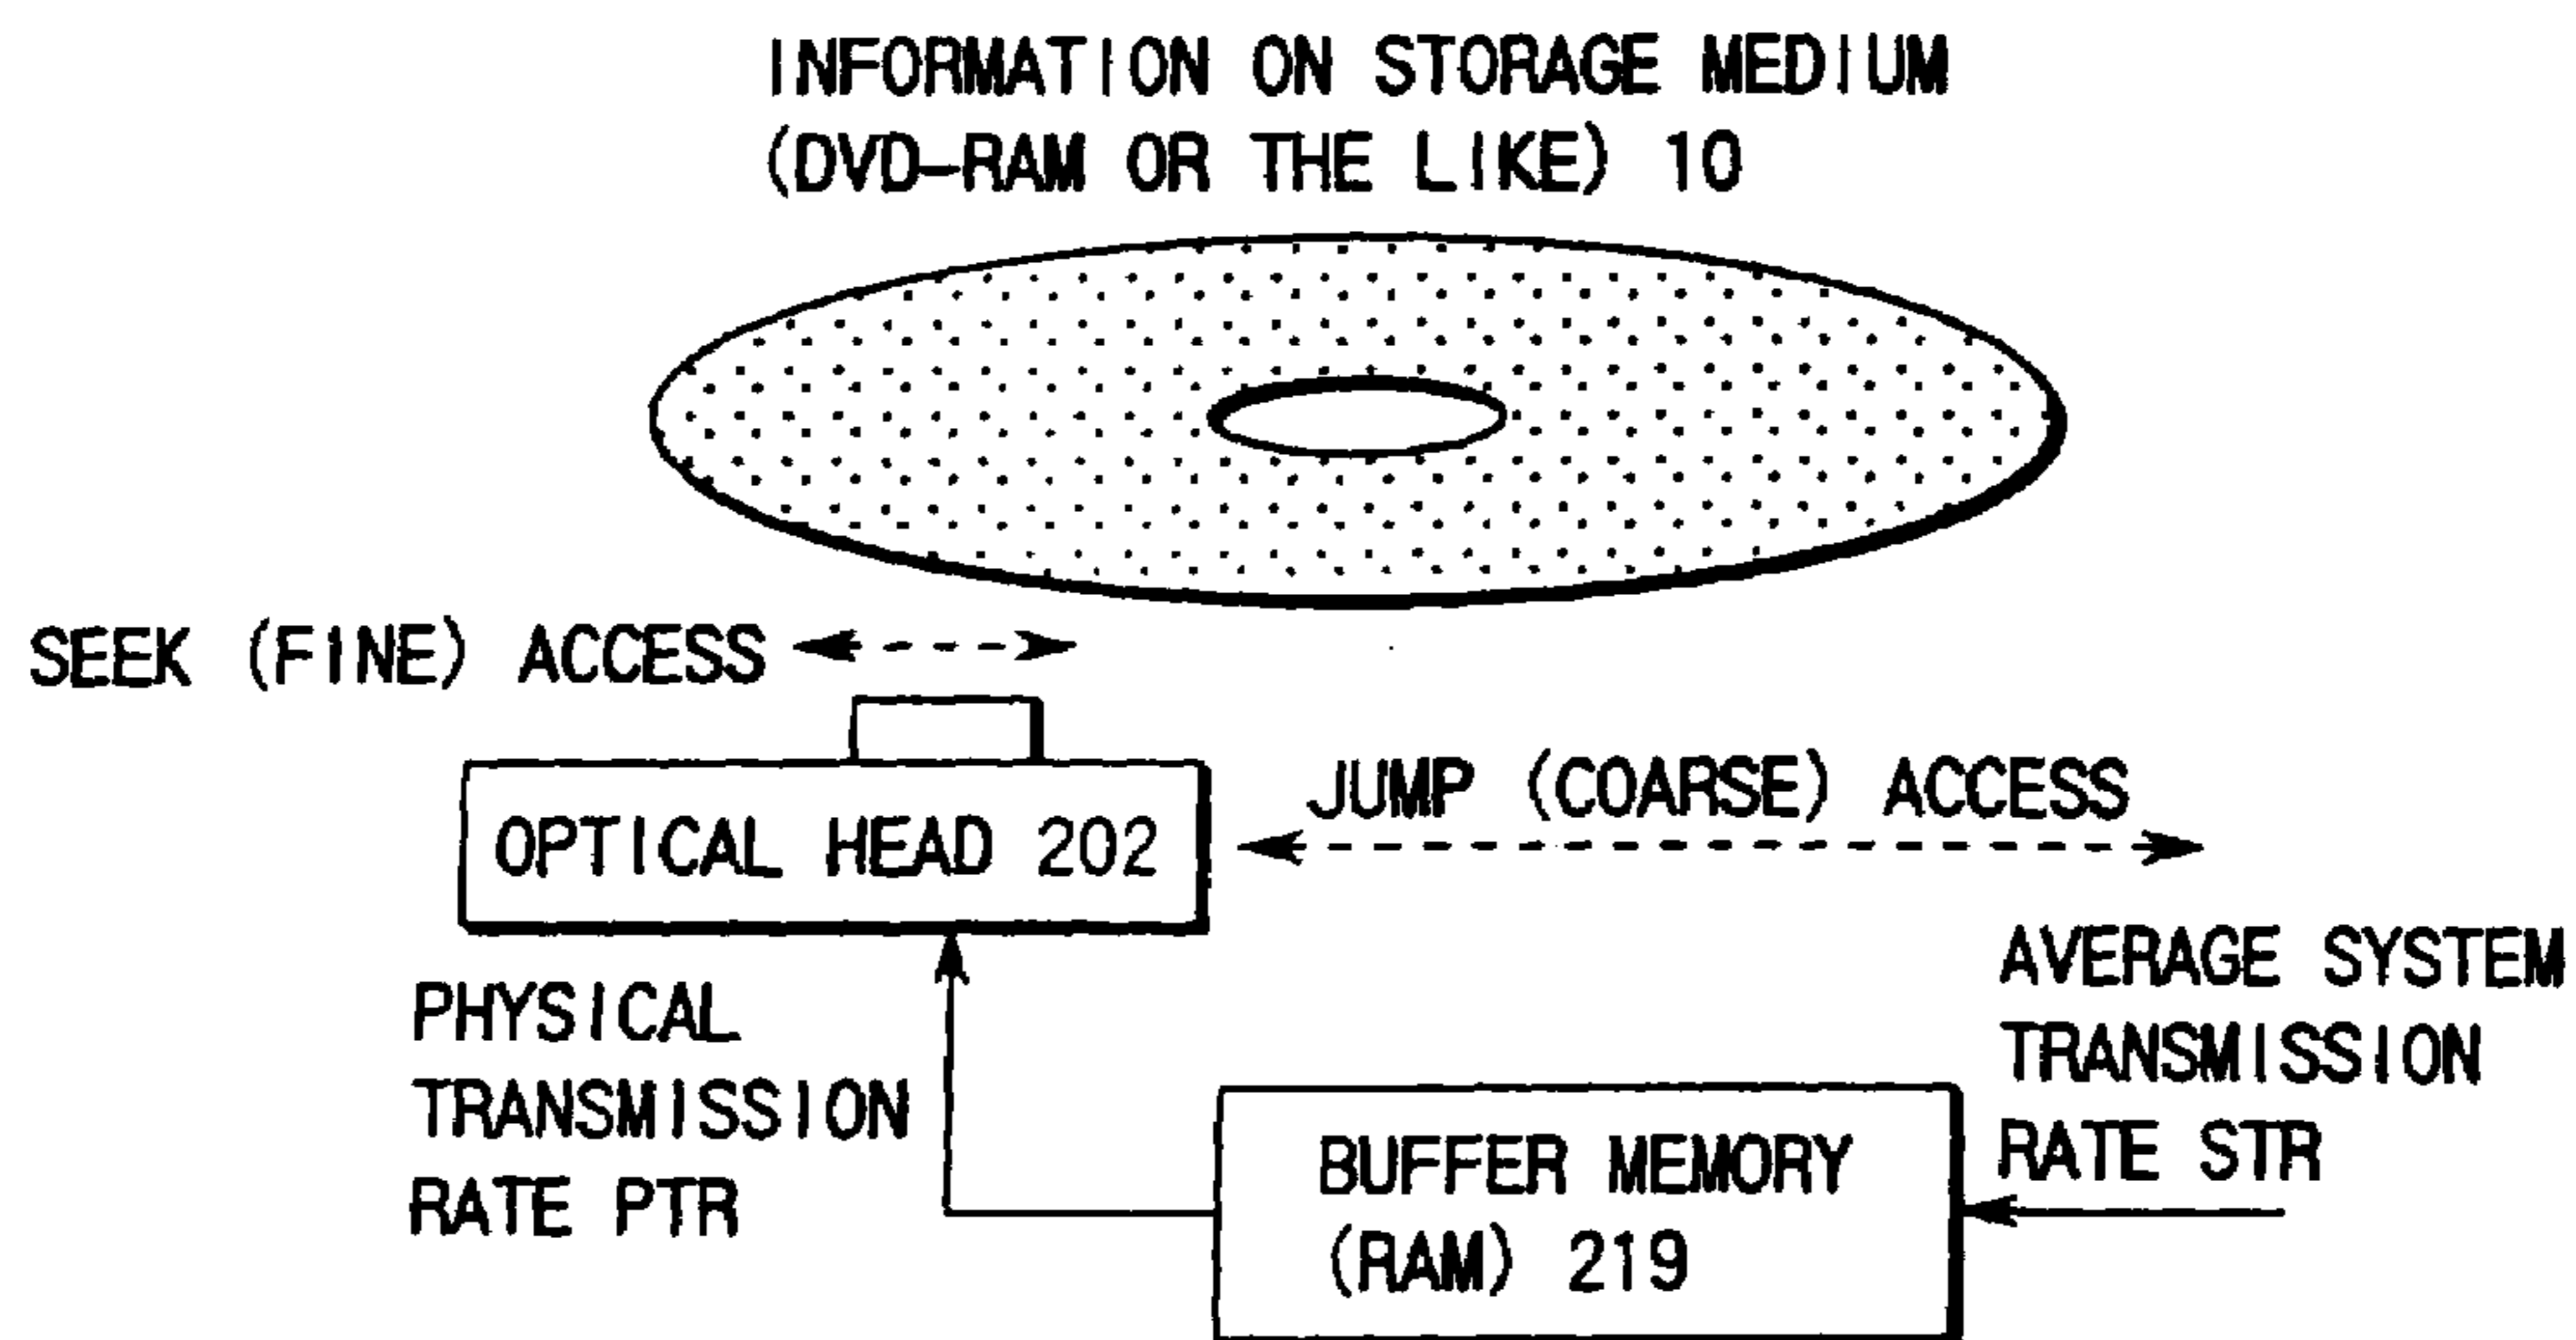 INFORMATION ON STORAGE MEDIUM
(DVD-RAM OR THE LIKE) 10
SEEK (FINE) ACCESS
JUMP (COARSE) ACCESS
OPTICAL HEAD 202
PHYSICAL
TRANSMISSION
RATE PTR
AVERAGE SYSTEM
TRANSMISSION
RATE STR
BUFFER MEMORY
(RAM) 219